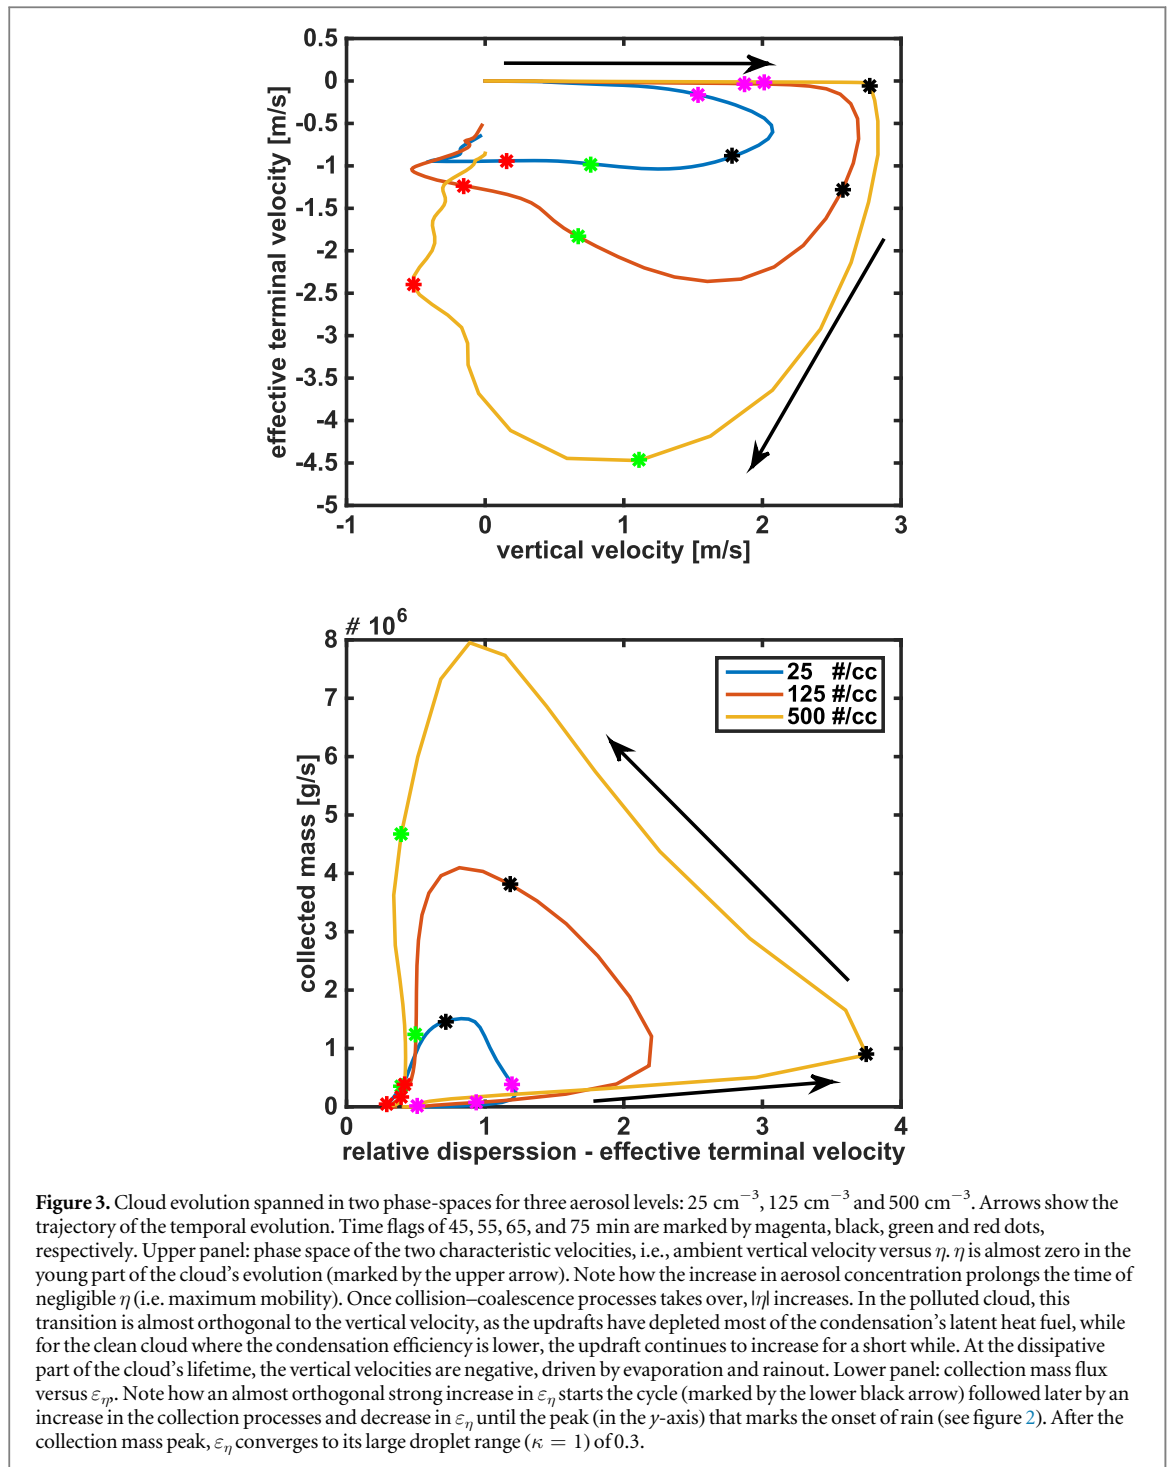 0.5
0
-0.5
-1
-1.5
-2
-2.5
-3
-3.5
-4
-4.5
-5
effective terminal velocity [m/s]
-1 0 1 2 3
vertical velocity [m/s]
# 10^6
8
7
6
5
4
3
2
1
0
collected mass [g/s]
25 #/cc
125 #/cc
500 #/cc
0 1 2 3 4
relative disperssion - effective terminal velocity
Figure 3. Cloud evolution spanned in two phase-spaces for three aerosol levels: 25 cm⁻³, 125 cm⁻³ and 500 cm⁻³. Arrows show the
trajectory of the temporal evolution. Time flags of 45, 55, 65, and 75 min are marked by magenta, black, green and red dots,
respectively. Upper panel: phase space of the two characteristic velocities, i.e., ambient vertical velocity versus η. η is almost zero in the
young part of the cloud's evolution (marked by the upper arrow). Note how the increase in aerosol concentration prolongs the time of
negligible η (i.e. maximum mobility). Once collision–coalescence processes takes over, |η| increases. In the polluted cloud, this
transition is almost orthogonal to the vertical velocity, as the updrafts have depleted most of the condensation's latent heat fuel, while
for the clean cloud where the condensation efficiency is lower, the updraft continues to increase for a short while. At the dissipative
part of the cloud's lifetime, the vertical velocities are negative, driven by evaporation and rainout. Lower panel: collection mass flux
versus ε_η. Note how an almost orthogonal strong increase in ε_η starts the cycle (marked by the lower black arrow) followed later by an
increase in the collection processes and decrease in ε_η until the peak (in the y-axis) that marks the onset of rain (see figure 2). After the
collection mass peak, ε_η converges to its large droplet range (κ = 1) of 0.3.